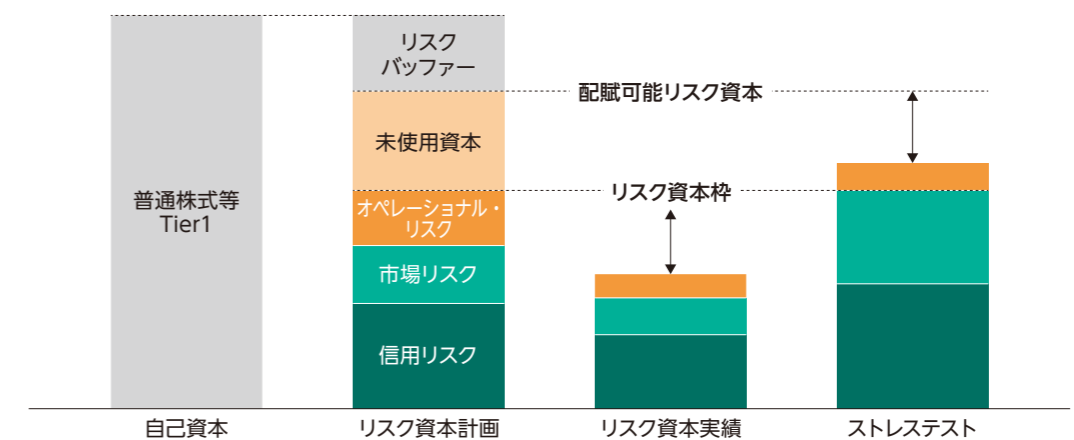 リスク
バッファー
配賦可能リスク資本
未使用資本
普通株式等
Tier1
リスク資本枠
オペレーショナル・
リスク
市場リスク
信用リスク
自己資本
リスク資本計画
リスク資本実績
ストレステスト